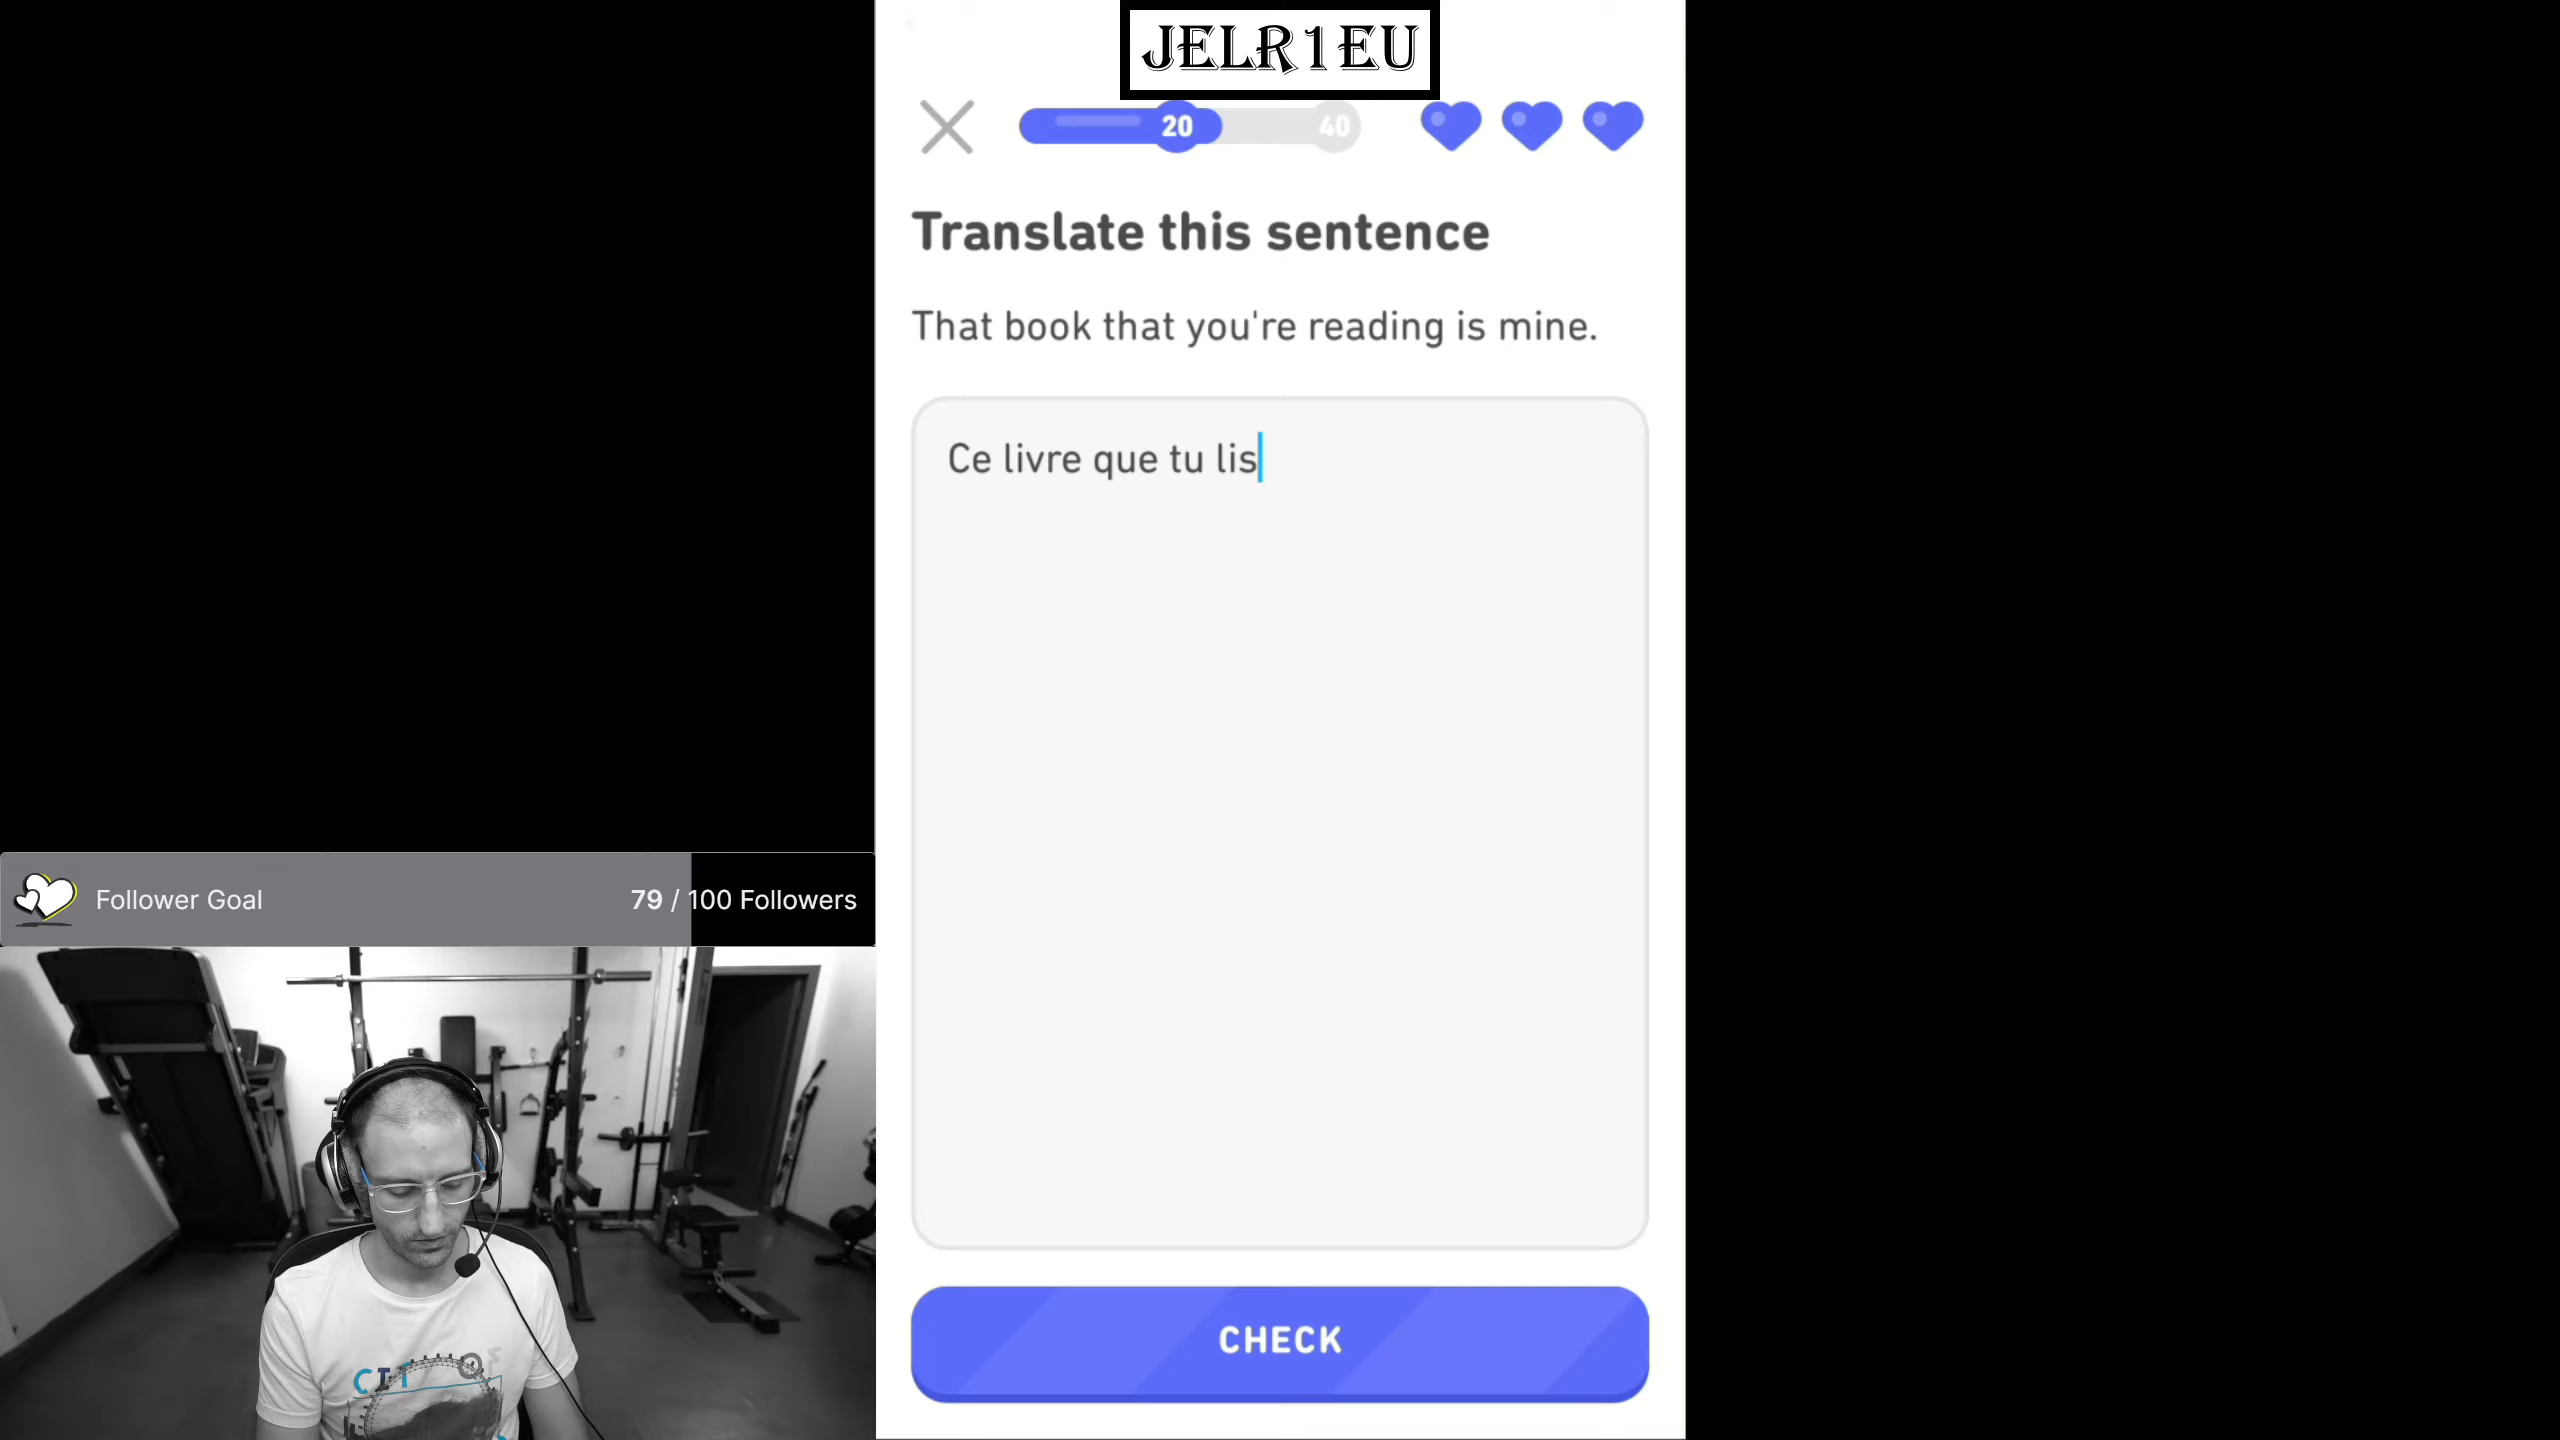 JELR1EU
20
40
Translate this sentence
That book that you're reading is mine.
Ce livre que tu lis
Follower Goal
79 / 100 Followers
CHECK